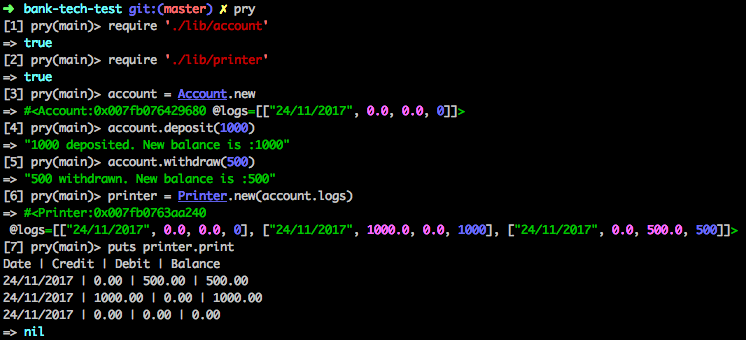 ➜ bank-tech-test git:(master) ✗ pry
[1] pry(main)> require './lib/account'
=> true
[2] pry(main)> require './lib/printer'
=> true
[3] pry(main)> account = Account.new
=> #<Account:0x007fb076429680 @logs=[["24/11/2017", 0.0, 0.0, 0]]>
[4] pry(main)> account.deposit(1000)
=> "1000 deposited. New balance is :1000"
[5] pry(main)> account.withdraw(500)
=> "500 withdrawn. New balance is :500"
[6] pry(main)> printer = Printer.new(account.logs)
=> #<Printer:0x007fb0763aa240
@logs=[["24/11/2017", 0.0, 0.0, 0], ["24/11/2017", 1000.0, 0.0, 1000], ["24/11/2017", 0.0, 500.0, 500]]>
[7] pry(main)> puts printer.print
Date | Credit | Debit | Balance
24/11/2017 | 0.00 | 500.00 | 500.00
24/11/2017 | 1000.00 | 0.00 | 1000.00
24/11/2017 | 0.00 | 0.00 | 0.00
=> nil